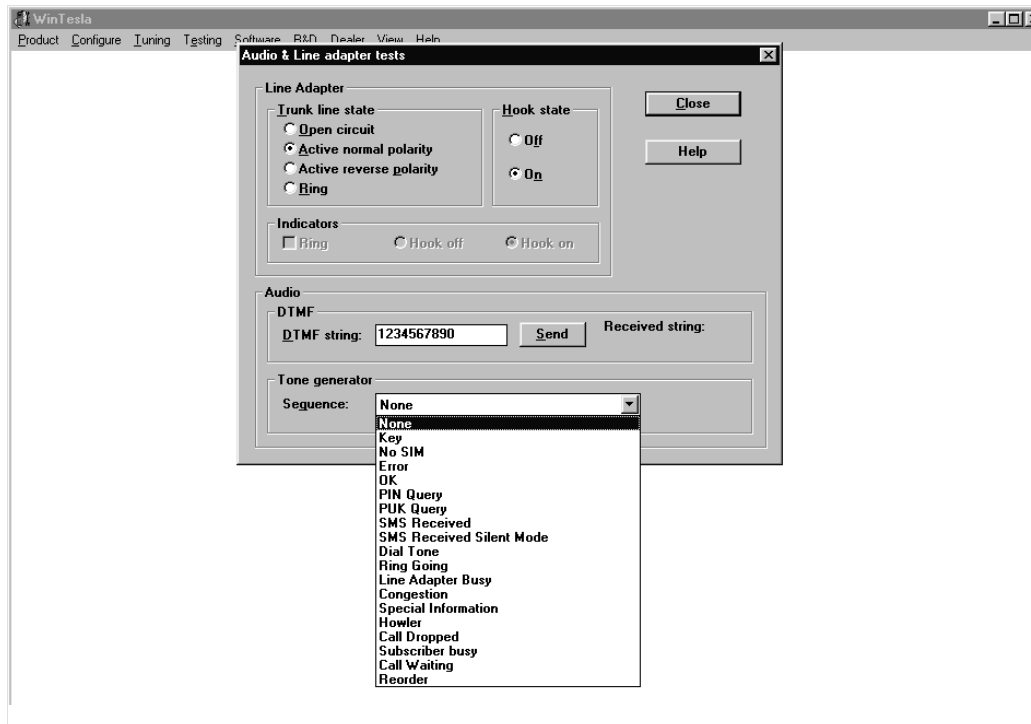 WinTesla
Product Configure Tuning Testing Software R&D Dealer View Help
Audio & Line adapter tests
Line Adapter
Trunk line state
Open circuit
Active normal polarity
Active reverse polarity
Ring
Hook state
Off
On
Close
Help
Indicators
Ring Hook off Hook on
Audio
DTMF
DTMF string: 1234567890 Send Received string:
Tone generator
Sequence: None
None
Key
No SIM
Error
OK
PIN Query
PUK Query
SMS Received
SMS Received Silent Mode
Dial Tone
Ring Going
Line Adapter Busy
Congestion
Special Information
Howler
Call Dropped
Subscriber busy
Call Waiting
Reorder